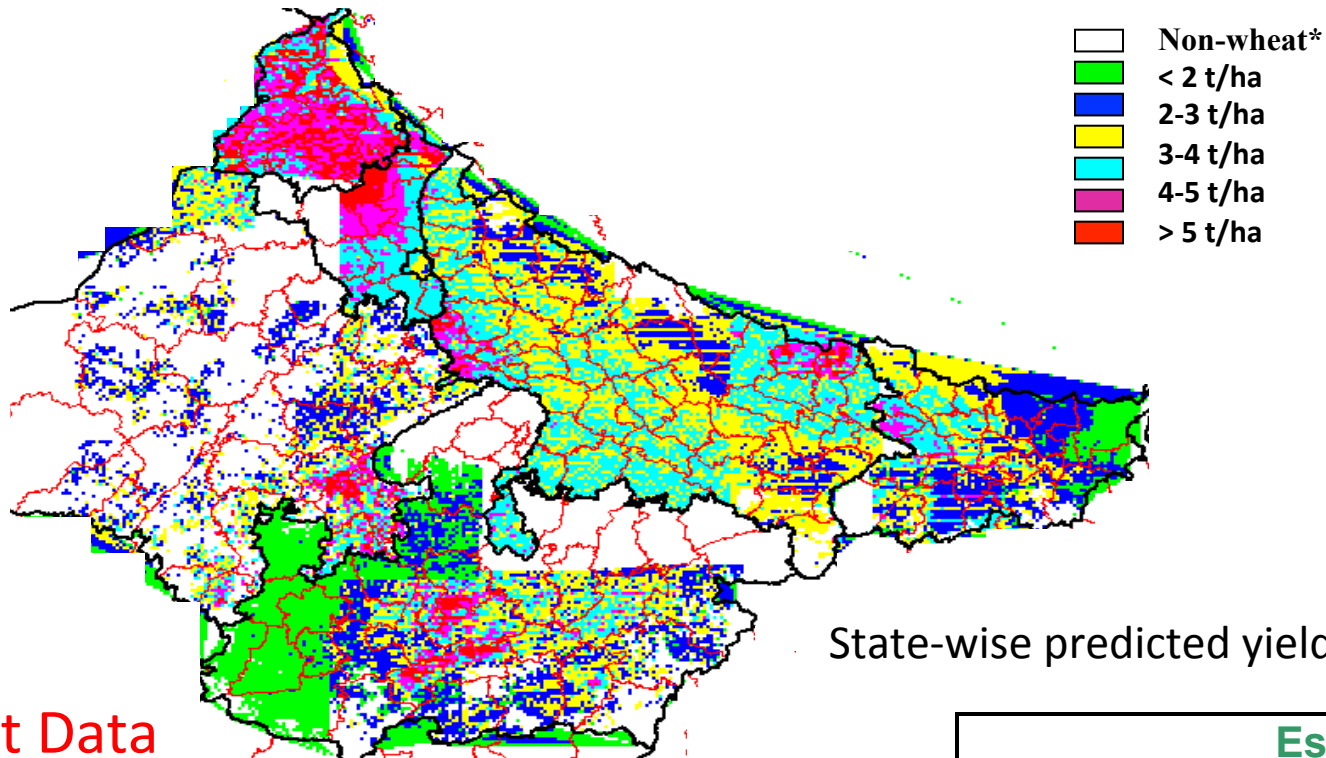 Non-wheat*
< 2 t/ha
2-3 t/ha
3-4 t/ha
4-5 t/ha
> 5 t/ha
State-wise predicted yield
t Data
Es